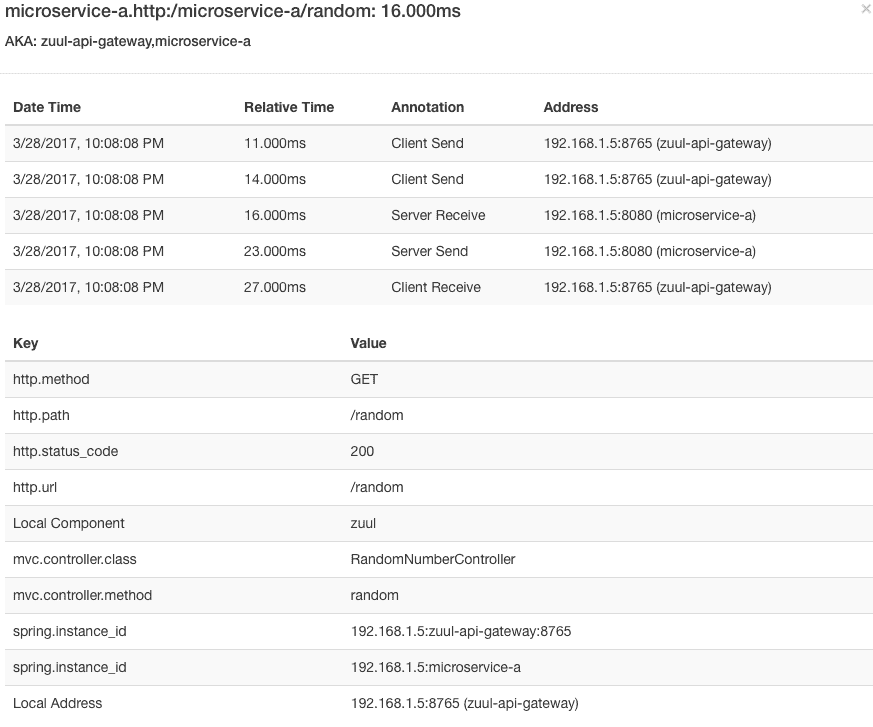 microservice-a.http:/microservice-a/random: 16.000ms ×
AKA: zuul-api-gateway,microservice-a
Date Time Relative Time Annotation Address
3/28/2017, 10:08:08 PM 11.000ms Client Send 192.168.1.5:8765 (zuul-api-gateway)
3/28/2017, 10:08:08 PM 14.000ms Client Send 192.168.1.5:8765 (zuul-api-gateway)
3/28/2017, 10:08:08 PM 16.000ms Server Receive 192.168.1.5:8080 (microservice-a)
3/28/2017, 10:08:08 PM 23.000ms Server Send 192.168.1.5:8080 (microservice-a)
3/28/2017, 10:08:08 PM 27.000ms Client Receive 192.168.1.5:8765 (zuul-api-gateway)
Key Value
http.method GET
http.path /random
http.status_code 200
http.url /random
Local Component zuul
mvc.controller.class RandomNumberController
mvc.controller.method random
spring.instance_id 192.168.1.5:zuul-api-gateway:8765
spring.instance_id 192.168.1.5:microservice-a
Local Address 192.168.1.5:8765 (zuul-api-gateway)